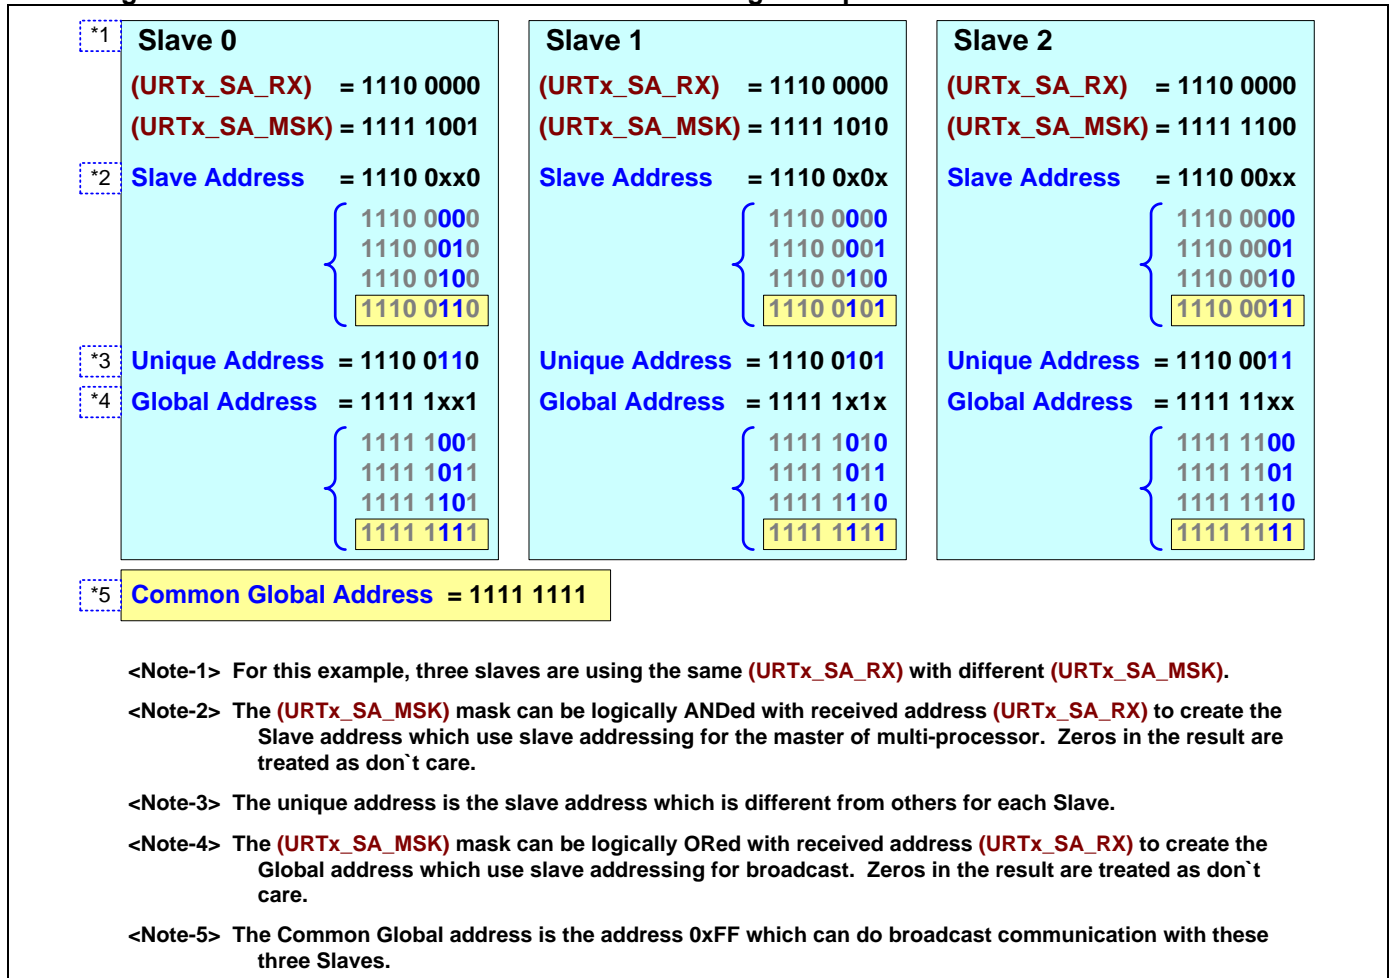 *1 Slave 0
(URTx_SA_RX) = 1110 0000
(URTx_SA_MSK) = 1111 1001
*2 Slave Address = 1110 0xx0
1110 0000
1110 0010
1110 0100
1110 0110
*3 Unique Address = 1110 0110
*4 Global Address = 1111 1xx1
1111 1001
1111 1011
1111 1101
1111 1111
Slave 1
(URTx_SA_RX) = 1110 0000
(URTx_SA_MSK) = 1111 1010
Slave Address = 1110 0x0x
1110 0000
1110 0001
1110 0100
1110 0101
Unique Address = 1110 0101
Global Address = 1111 1x1x
1111 1010
1111 1011
1111 1110
1111 1111
Slave 2
(URTx_SA_RX) = 1110 0000
(URTx_SA_MSK) = 1111 1100
Slave Address = 1110 00xx
1110 0000
1110 0001
1110 0010
1110 0011
Unique Address = 1110 0011
Global Address = 1111 11xx
1111 1100
1111 1101
1111 1110
1111 1111
*5 Common Global Address = 1111 1111
<Note-1> For this example, three slaves are using the same (URTx_SA_RX) with different (URTx_SA_MSK).
<Note-2> The (URTx_SA_MSK) mask can be logically ANDed with received address (URTx_SA_RX) to create the
Slave address which use slave addressing for the master of multi-processor. Zeros in the result are
treated as don`t care.
<Note-3> The unique address is the slave address which is different from others for each Slave.
<Note-4> The (URTx_SA_MSK) mask can be logically ORed with received address (URTx_SA_RX) to create the
Global address which use slave addressing for broadcast. Zeros in the result are treated as don`t
care.
<Note-5> The Common Global address is the address 0xFF which can do broadcast communication with these
three Slaves.